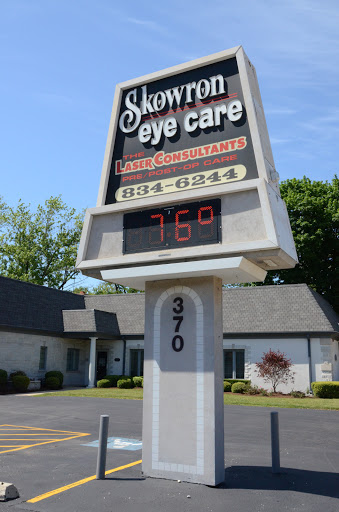 Skowron
eye care
THE
LASER CONSULTANTS
PRE/POST-OP CARE
834-6244
76°
370